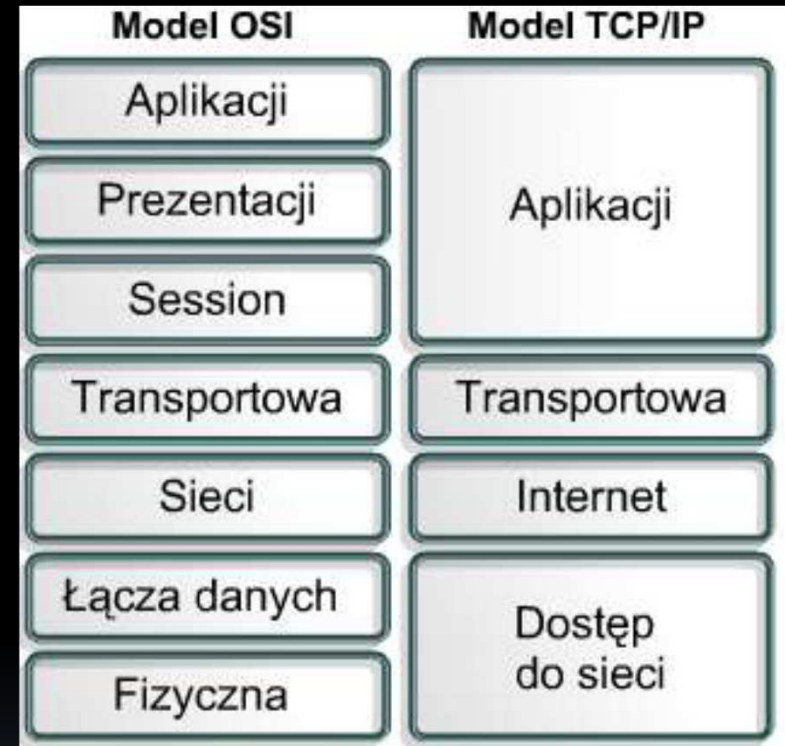 Model OSI
Model TCP/IP
Aplikacji
Prezentacji
Session
Transportowa
Sieci
Łącza danych
Fizyczna
Aplikacji
Transportowa
Internet
Dostęp
do sieci